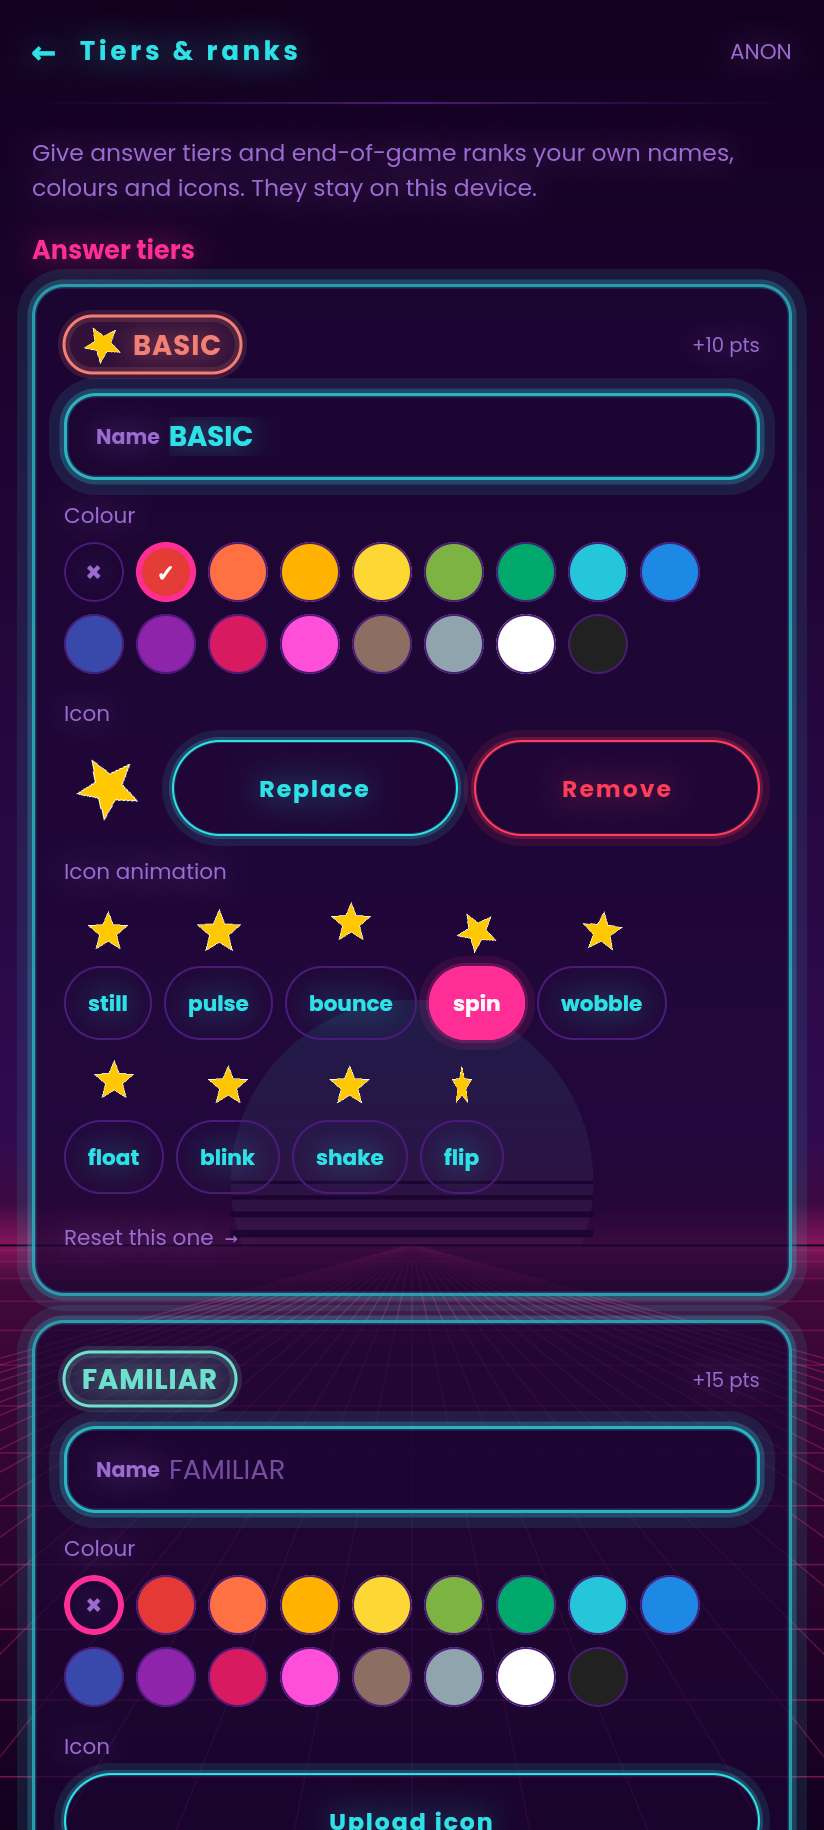 ← Tiers & ranks ANON
Give answer tiers and end-of-game ranks your own names,
colours and icons. They stay on this device.
Answer tiers
BASIC +10 pts
Name BASIC
Colour
✖ ✓
Icon
Replace Remove
Icon animation
still pulse bounce spin wobble
float blink shake flip
Reset this one →
FAMILIAR +15 pts
Name FAMILIAR
Colour
✖
Icon
Upload icon